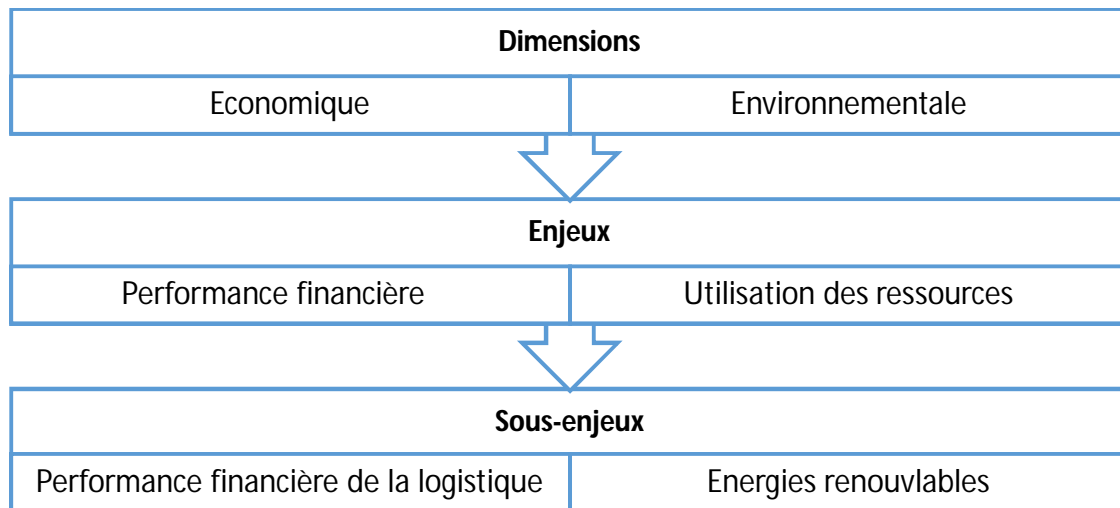 Dimensions
Economique
Environnementale
Enjeux
Performance financière
Utilisation des ressources
Sous-enjeux
Performance financière de la logistique
Energies renouvlables